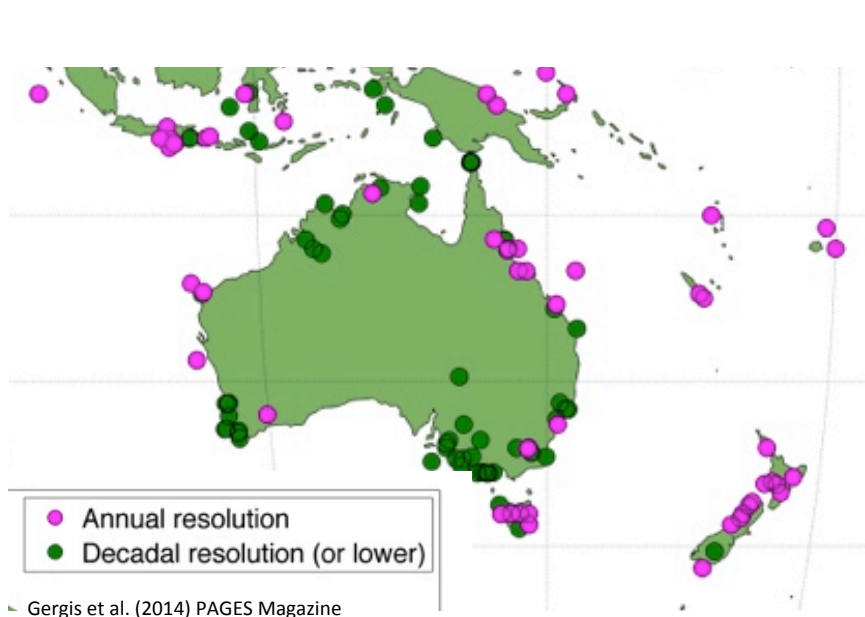 Annual resolution
Decadal resolution (or lower)
Gergis et al. (2014) PAGES Magazine